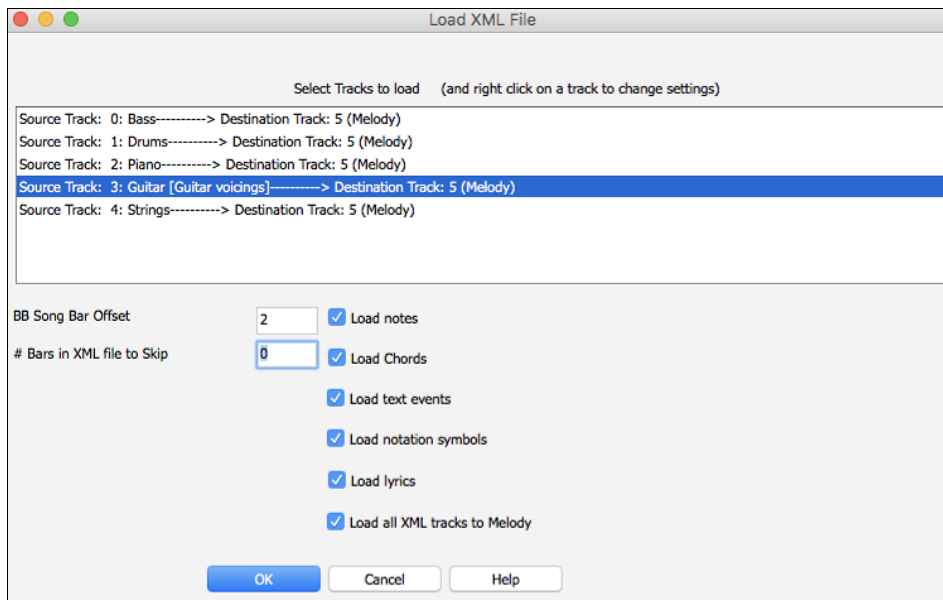 Load XML File
Select Tracks to load (and right click on a track to change settings)
Source Track: 0: Bass----------> Destination Track: 5 (Melody)
Source Track: 1: Drums----------> Destination Track: 5 (Melody)
Source Track: 2: Piano----------> Destination Track: 5 (Melody)
Source Track: 3: Guitar [Guitar voicings]----------> Destination Track: 5 (Melody)
Source Track: 4: Strings----------> Destination Track: 5 (Melody)
BB Song Bar Offset 2 Load notes
# Bars in XML file to Skip 0 Load Chords
Load text events
Load notation symbols
Load lyrics
Load all XML tracks to Melody
OK Cancel Help